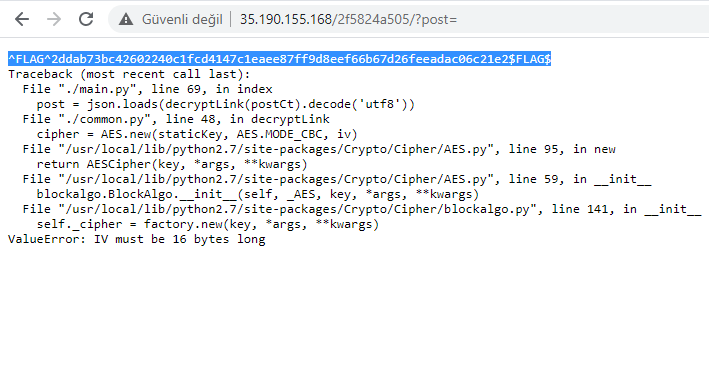 Güvenli değil
35.190.155.168/2f5824a505/?post=
^FLAG^2ddab73bc42602240c1fcd4147c1eaee87ff9d8eef66b67d26feeadac06c21e2$FLAG$
Traceback (most recent call last):
  File "./main.py", line 69, in index
    post = json.loads(decryptLink(postCt).decode('utf8'))
  File "./common.py", line 48, in decryptLink
    cipher = AES.new(staticKey, AES.MODE_CBC, iv)
  File "/usr/local/lib/python2.7/site-packages/Crypto/Cipher/AES.py", line 95, in new
    return AESCipher(key, *args, **kwargs)
  File "/usr/local/lib/python2.7/site-packages/Crypto/Cipher/AES.py", line 59, in __init__
    blockalgo.BlockAlgo.__init__(self, _AES, key, *args, **kwargs)
  File "/usr/local/lib/python2.7/site-packages/Crypto/Cipher/blockalgo.py", line 141, in __init__
    self._cipher = factory.new(key, *args, **kwargs)
ValueError: IV must be 16 bytes long